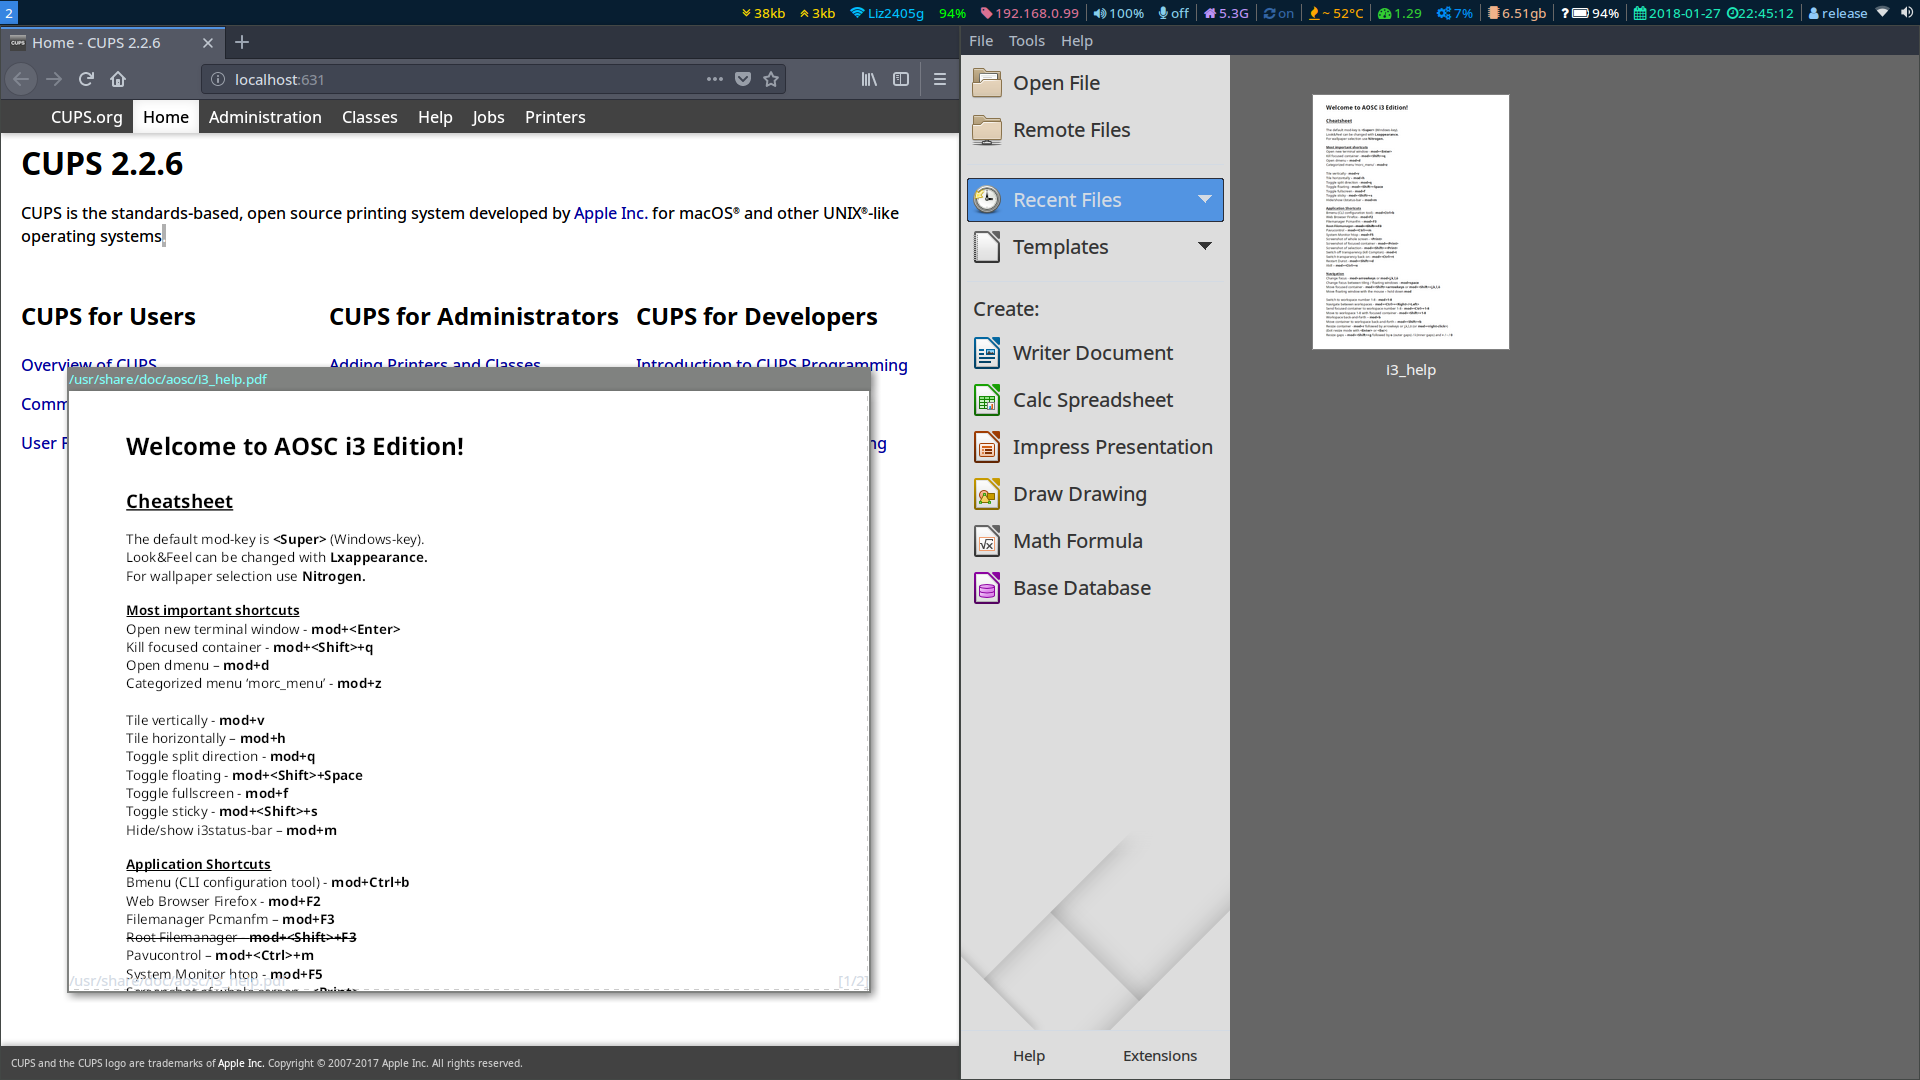 2
38kb
3kb
Liz2405g
94%
192.168.0.99
100%
off
5.3G
on
~ 52°C
1.29
7%
6.51gb
? 94%
2018-01-27
22:45:12
release
Home - CUPS 2.2.6
localhost:631
CUPS.org Home Administration Classes Help Jobs Printers
CUPS 2.2.6
CUPS is the standards-based, open source printing system developed by Apple Inc. for macOS® and other UNIX®-like
operating systems.
CUPS for Users
CUPS for Administrators
CUPS for Developers
Overview of CUPS
Adding Printers and Classes
Introduction to CUPS Programming
/usr/share/doc/aosc/i3_help.pdf
Welcome to AOSC i3 Edition!
Cheatsheet
The default mod-key is <Super> (Windows-key).
Look&Feel can be changed with Lxappearance.
For wallpaper selection use Nitrogen.
Most important shortcuts
Open new terminal window - mod+<Enter>
Kill focused container - mod+<Shift>+q
Open dmenu – mod+d
Categorized menu ‘morc_menu’ - mod+z
Tile vertically - mod+v
Tile horizontally – mod+h
Toggle split direction - mod+q
Toggle floating - mod+<Shift>+Space
Toggle fullscreen - mod+f
Toggle sticky - mod+<Shift>+s
Hide/show i3status-bar – mod+m
Application Shortcuts
Bmenu (CLI configuration tool) - mod+Ctrl+b
Web Browser Firefox - mod+F2
Filemanager Pcmanfm – mod+F3
Root Filemanager - mod+<Shift>+F3
Pavucontrol – mod+<Ctrl>+m
System Monitor htop - mod+F5
/usr/share/doc/aosc/i3_help.pdf
[1/2]
CUPS and the CUPS logo are trademarks of Apple Inc. Copyright © 2007-2017 Apple Inc. All rights reserved.
File Tools Help
Open File
Remote Files
Recent Files
Templates
Create:
Writer Document
Calc Spreadsheet
Impress Presentation
Draw Drawing
Math Formula
Base Database
Help
Extensions
Welcome to AOSC i3 Edition!
Cheatsheet
i3_help